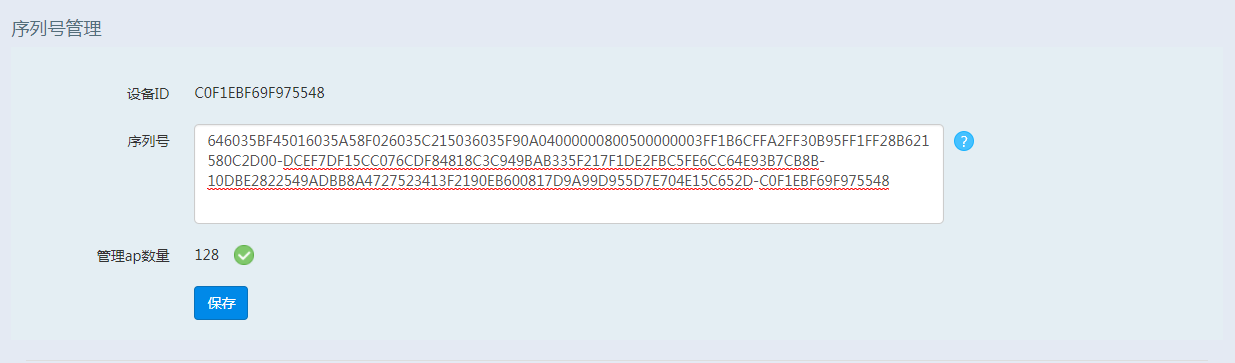 序列号管理
设备ID C0F1EBF69F975548
序列号 646035BF45016035A58F026035C215036035F90A04000000800500000003FF1B6CFFA2FF30B95FF1FF28B621
580C2D00-DCEF7DF15CC076CDF84818C3C949BAB335F217F1DE2FBC5FE6CC64E93B7CB8B-
10DBE2822549ADBB8A4727523413F2190EB600817D9A99D955D7E704E15C652D-C0F1EBF69F975548
?
管理ap数量 128
保存